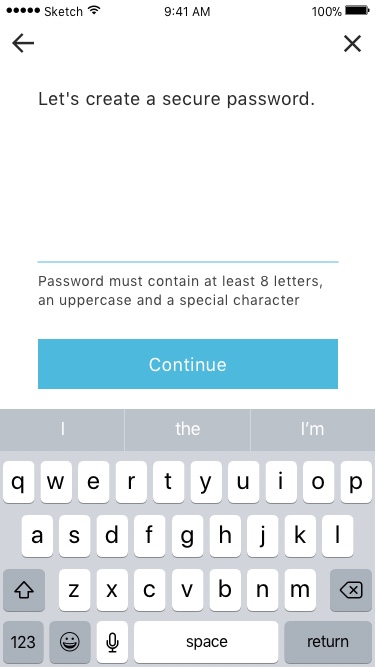 Sketch 9:41 AM 100%
Let's create a secure password.
Password must contain at least 8 letters,
an uppercase and a special character
Continue
I the I'm
q w e r t y u i o p
a s d f g h j k l
z x c v b n m
123 space return